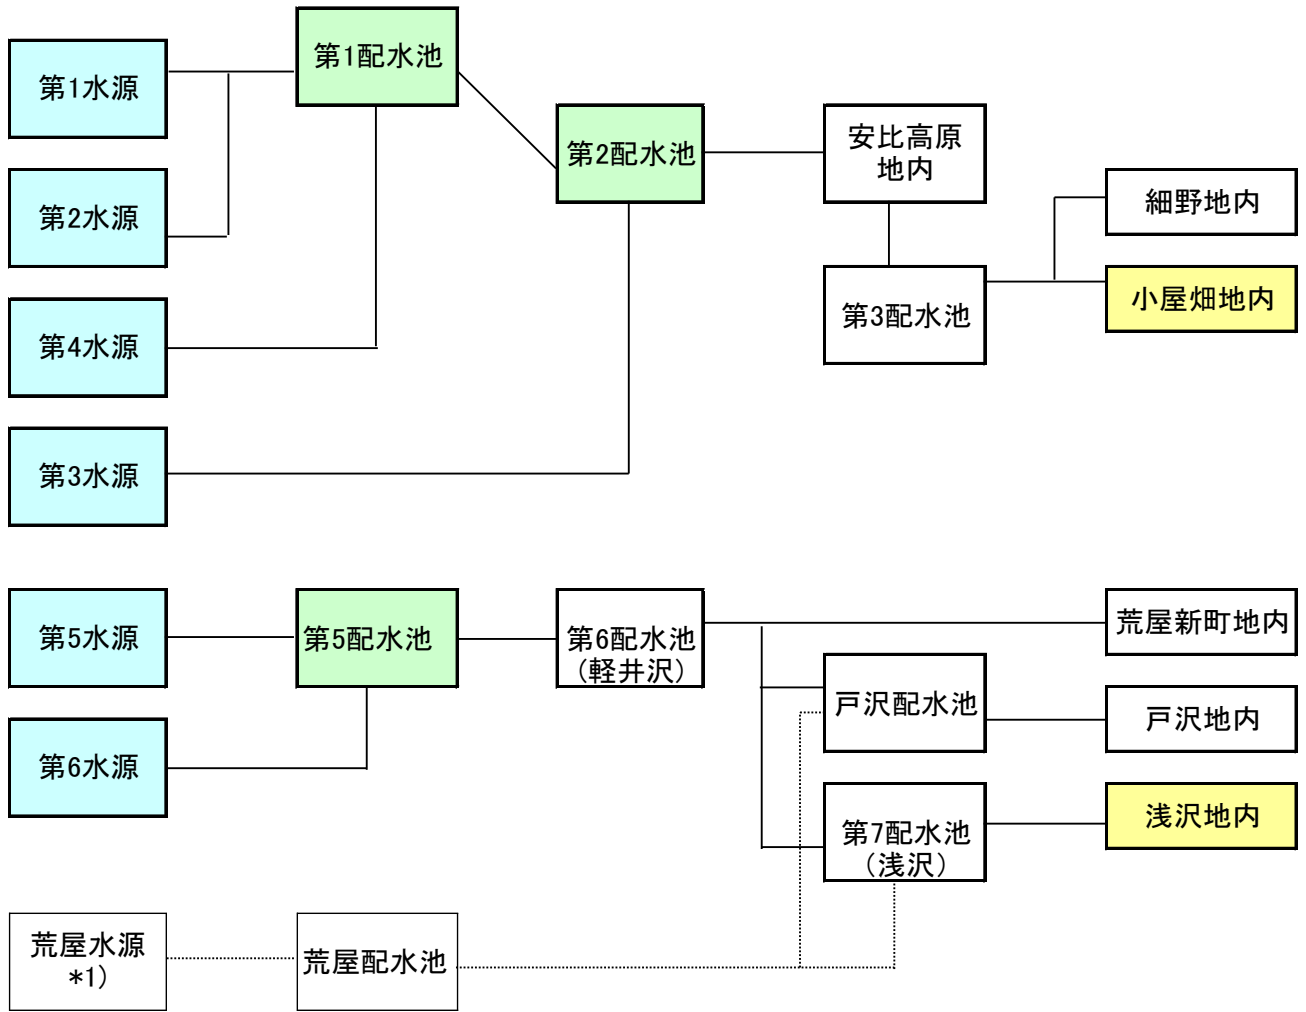 第1水源
第1配水池
第2水源
第2配水池
安比高原
地内
細野地内
第4水源
第3配水池
小屋畑地内
第3水源
第5水源
第5配水池
第6配水池
(軽井沢)
荒屋新町地内
戸沢配水池
戸沢地内
第6水源
第7配水池
(浅沢)
浅沢地内
荒屋水源
*1)
荒屋配水池